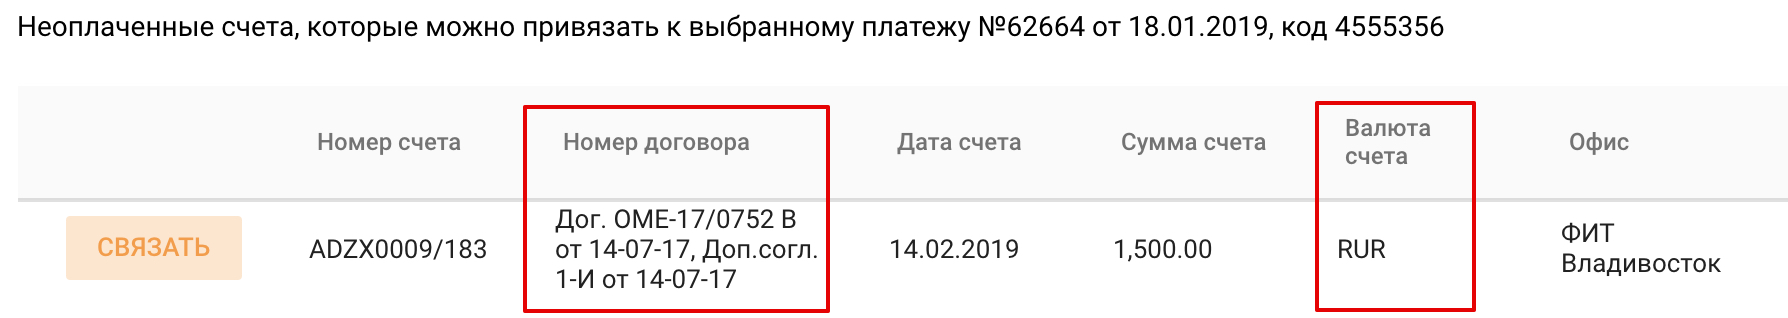 Неоплаченные счета, которые можно привязать к выбранному платежу №62664 от 18.01.2019, код 4555356
Номер счета
Номер договора
Дата счета
Сумма счета
Валюта
счета
Офис
СВЯЗАТЬ
ADZX0009/183
Дог. OME-17/0752 В
от 14-07-17, Доп.согл.
1-И от 14-07-17
14.02.2019
1,500.00
RUR
ФИТ
Владивосток